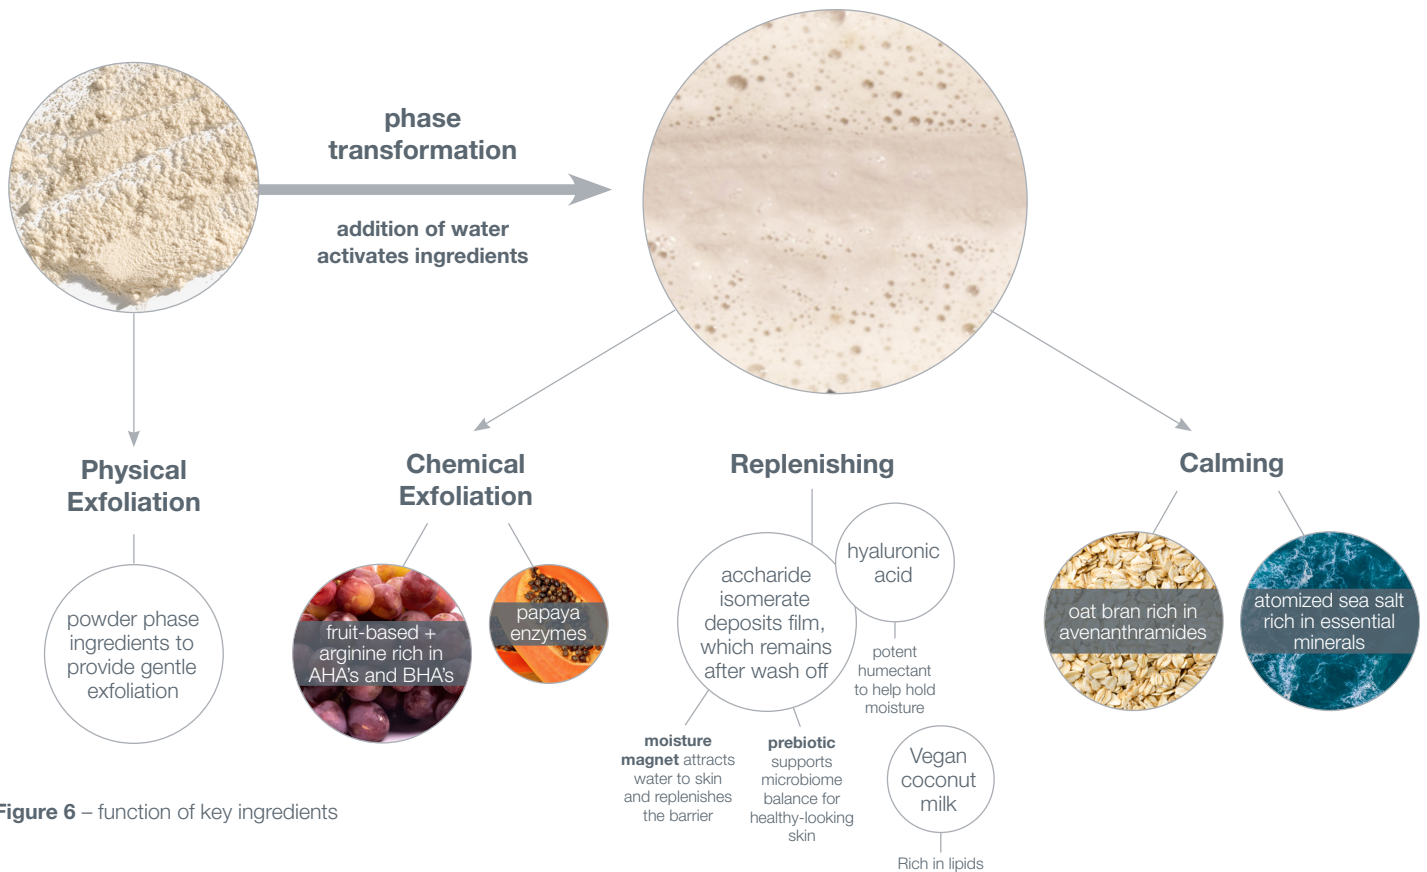 phase
transformation
addition of water
activates ingredients
Physical
Exfoliation
powder phase
ingredients to
provide gentle
exfoliation
Chemical
Exfoliation
fruit-based +
arginine rich in
AHA's and BHA's
papaya
enzymes
Replenishing
accharide
isomerate
deposits film,
which remains
after wash off
hyaluronic
acid
potent
humectant
to help hold
moisture
moisture
magnet attracts
water to skin
and replenishes
the barrier
prebiotic
supports
microbiome
balance for
healthy-looking
skin
Vegan
coconut
milk
Rich in lipids
Calming
oat bran rich in
avenanthramides
atomized sea salt
rich in essential
minerals
Figure 6 – function of key ingredients